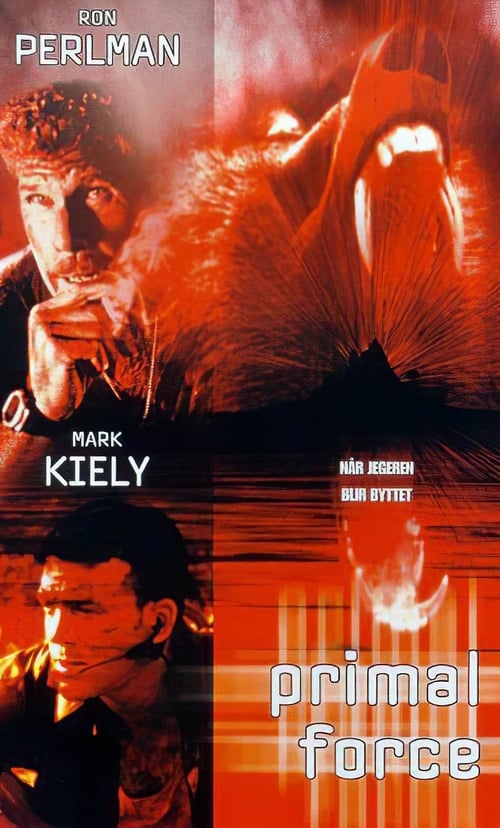 RON
PERLMAN
MARK
KIELY
NÅR JEGEREN
BLIR BYTTET
primal
force